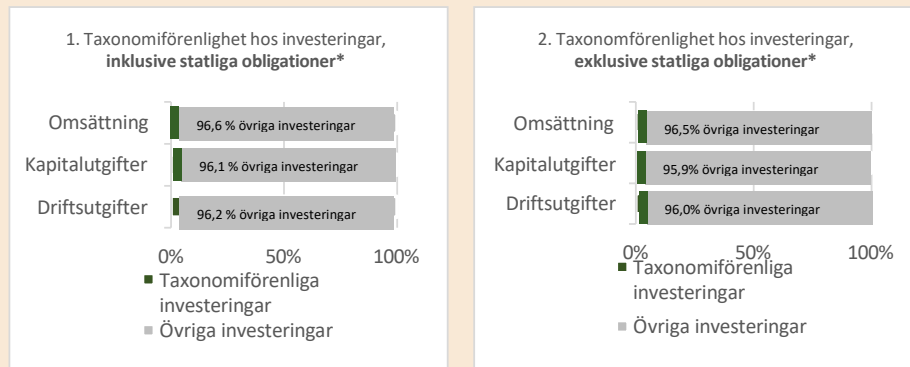 1. Taxonomiförenlighet hos investeringar,
inklusive statliga obligationer*
Omsättning
96,6 % övriga investeringar
Kapitalutgifter
96,1 % övriga investeringar
Driftsutgifter
96,2 % övriga investeringar
0% 50% 100%
Taxonomiförenliga
investeringar
Övriga investeringar
2. Taxonomförenlighet hos investeringar,
exklusive statliga obligationer*
Omsättning
96,5% övriga investeringar
Kapitalutgifter
95,9% övriga investeringar
Driftsutgifter
96,0% övriga investeringar
0% 50% 100%
Taxonomiförenliga
investeringar
Övriga investeringar